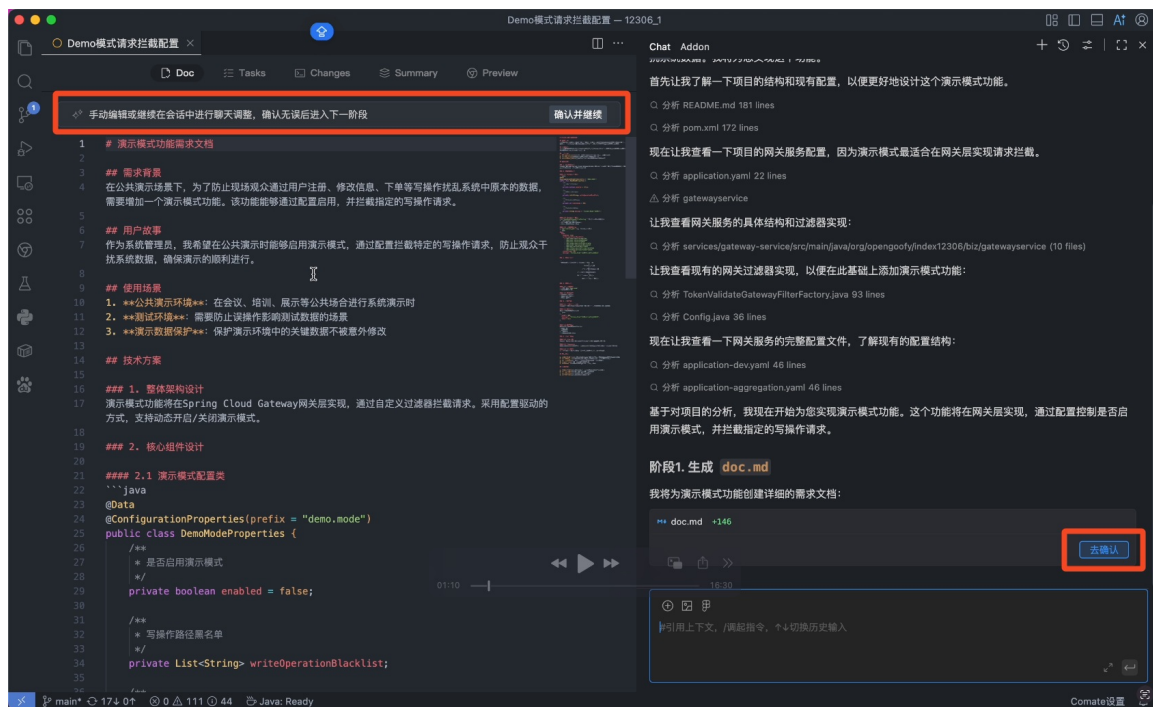 Demo模式请求拦截配置 — 12306_1
Demo模式请求拦截配置
Doc
Tasks
Changes
Summary
Preview
手动编辑或继续在会话中进行聊天调整，确认无误后进入下一阶段
确认并继续
1 # 演示模式功能需求文档
2
3 ## 需求背景
4 在公共演示场景下，为了防止现场观众通过用户注册、修改信息、下单等写操作扰乱系统中原本的数据，
需要增加一个演示模式功能。该功能能够通过配置启用，并拦截指定的写操作请求。
5
6 ## 用户故事
7 作为系统管理员，我希望在公共演示时能够启用演示模式，通过配置拦截特定的写操作请求，防止观众干
扰系统数据，确保演示的顺利进行。
8
9 ## 使用场景
10 1. **公共演示环境**: 在会议、培训、展示等公共场合进行系统演示时
11 2. **测试环境**: 需要防止误操作影响测试数据的场景
12 3. **演示数据保护**: 保护演示环境中的关键数据不被意外修改
13
14 ## 技术方案
15
16 ### 1. 整体架构设计
17 演示模式功能将在Spring Cloud Gateway网关层实现，通过自定义过滤器拦截请求。采用配置驱动的
方式，支持动态开启/关闭演示模式。
18
19 ### 2. 核心组件设计
20
21 #### 2.1 演示模式配置类
22 ```java
23 @Data
24 @ConfigurationProperties(prefix = "demo.mode")
25 public class DemoModeProperties {
26 /**
27 * 是否启用演示模式
28 */
29 private boolean enabled = false;
30
31 /**
32 * 写操作路径黑名单
33 */
34 private List<String> writeOperationBlacklist;
35
01:10
16:30
Chat Addon
首先让我了解一下项目的结构和现有配置，以便更好地设计这个演示模式功能。
分析 README.md 181 lines
分析 pom.xml 172 lines
现在让我查看一下项目的网关服务配置，因为演示模式最适合在网关层实现请求拦截。
分析 application.yaml 22 lines
分析 gatewayservice
让我查看网关服务的具体结构和过滤器实现：
分析 services/gateway-service/src/main/java/org/opengoofy/index12306/biz/gatewayservice (10 files)
让我查看现有的网关过滤器实现，以便在此基础上添加演示模式功能：
分析 TokenValidateGatewayFilterFactory.java 93 lines
分析 Config.java 36 lines
现在让我查看一下网关服务的完整配置文件，了解现有的配置结构：
分析 application-dev.yaml 46 lines
分析 application-aggregation.yaml 46 lines
基于对项目的分析，我现在开始为您实现演示模式功能。这个功能将在网关层实现，通过配置控制是否启
用演示模式，并拦截指定的写操作请求。
阶段1. 生成 doc.md
我将为演示模式功能创建详细的需求文档：
doc.md +146
去确认
#引用上下文，/调起指令，↑↓切换历史输入
main* 17↓ 0↑ 0 111 44 Java: Ready
Comate设置